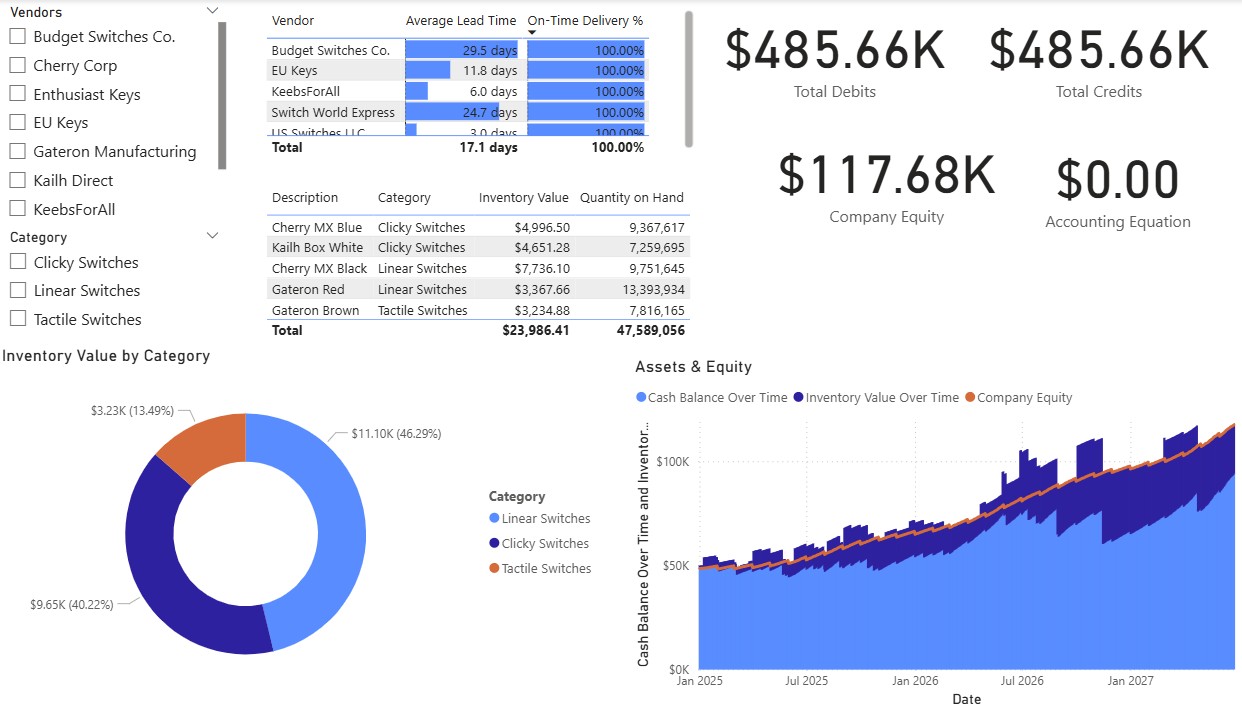 Vendors
Budget Switches Co.
Cherry Corp
Enthusiast Keys
EU Keys
Gateron Manufacturing
Kailh Direct
KeebsForAll
Category
Clicky Switches
Linear Switches
Tactile Switches
Vendor Average Lead Time On-Time Delivery %
Budget Switches Co. 29.5 days 100.00%
EU Keys 11.8 days 100.00%
KeebsForAll 6.0 days 100.00%
Switch World Express 24.7 days 100.00%
US Switches LLC 3.0 days 100.00%
Total 17.1 days 100.00%
Description Category Inventory Value Quantity on Hand
Cherry MX Blue Clicky Switches $4,996.50 9,367,617
Kailh Box White Clicky Switches $4,651.28 7,259,695
Cherry MX Black Linear Switches $7,736.10 9,751,645
Gateron Red Linear Switches $3,367.66 13,393,934
Gateron Brown Tactile Switches $3,234.88 7,816,165
Total $23,986.41 47,589,056
$485.66K
Total Debits
$485.66K
Total Credits
$117.68K
Company Equity
$0.00
Accounting Equation
Inventory Value by Category
$3.23K (13.49%)
$11.10K (46.29%)
$9.65K (40.22%)
Category
Linear Switches
Clicky Switches
Tactile Switches
Assets & Equity
Cash Balance Over Time Inventory Value Over Time Company Equity
Cash Balance Over Time and Inventor...
$100K
$50K
$0K
Jan 2025 Jul 2025 Jan 2026 Jul 2026 Jan 2027
Date